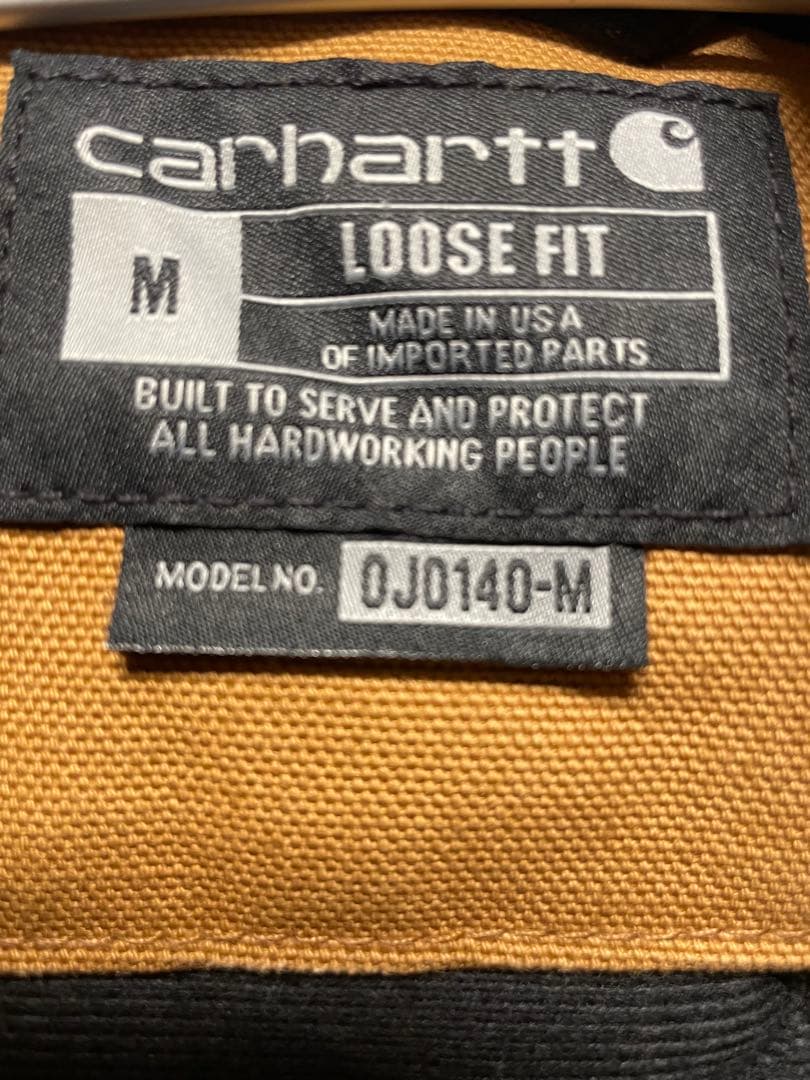 carhartt
M
LOOSE FIT
MADE IN USA
OF IMPORTED PARTS
BUILT TO SERVE AND PROTECT
ALL HARDWORKING PEOPLE
MODEL NO. 0J0140-M